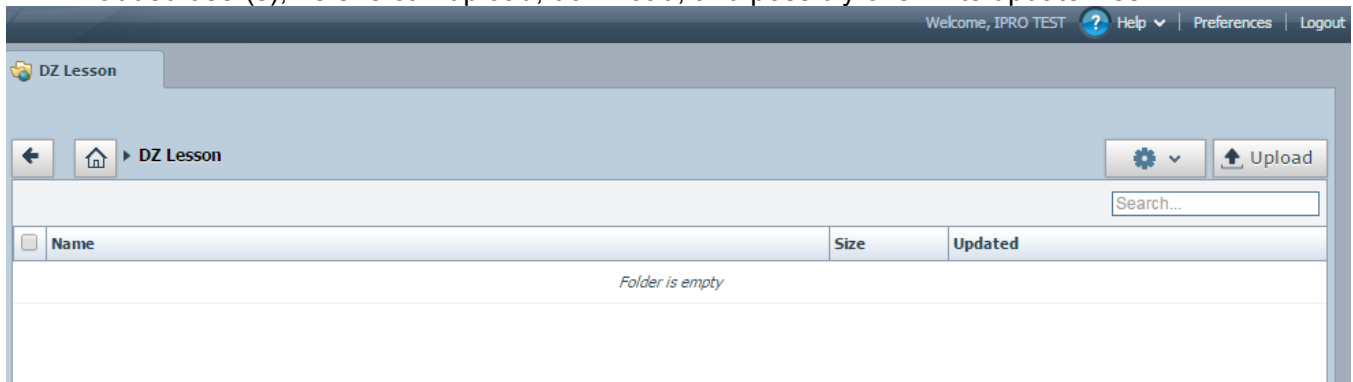 Welcome, IPRO TEST ? Help | Preferences | Logout
DZ Lesson
DZ Lesson
Upload
Search...
Name Size Updated
Folder is empty